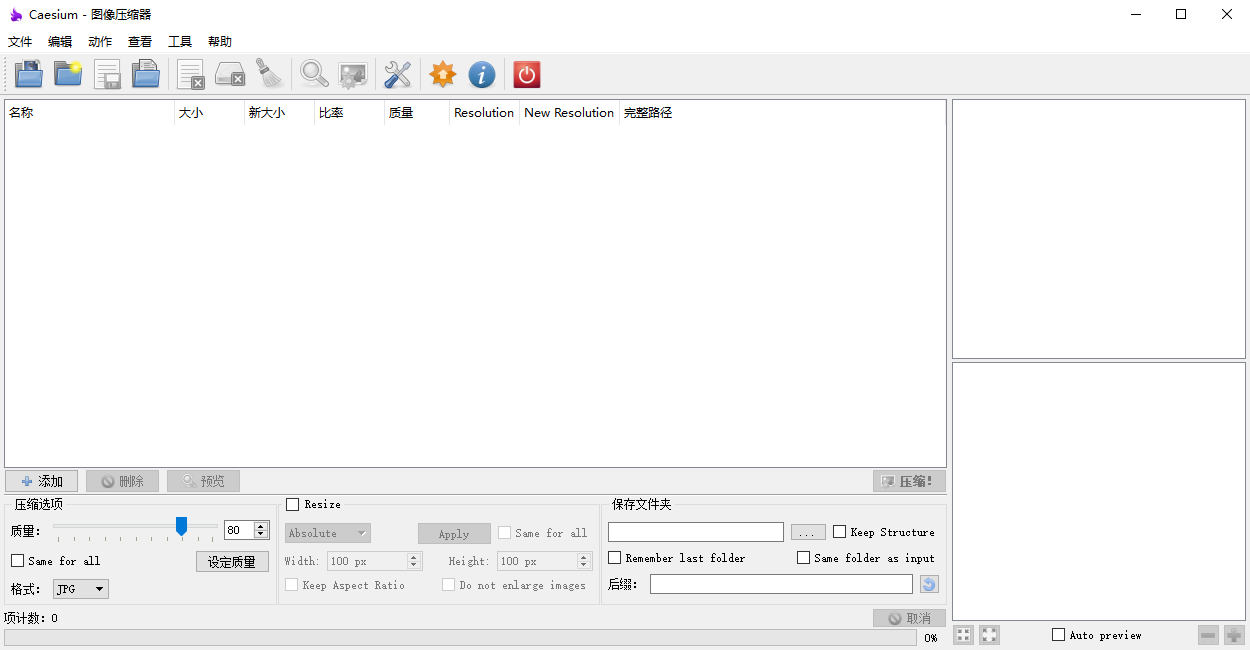 Caesium - 图像压缩器
文件 编辑 动作 查看 工具 帮助
名称 大小 新大小 比率 质量 Resolution New Resolution 完整路径
添加 删除 预览 压缩!
压缩选项 Resize 保存文件夹
质量: 80 Absolute Apply Same for all ... Keep Structure
Same for all 设定质量 Width: 100 px Height: 100 px Remember last folder Same folder as input
格式: JPG Keep Aspect Ratio Do not enlarge images 后缀:
项计数: 0 取消
0% Auto preview